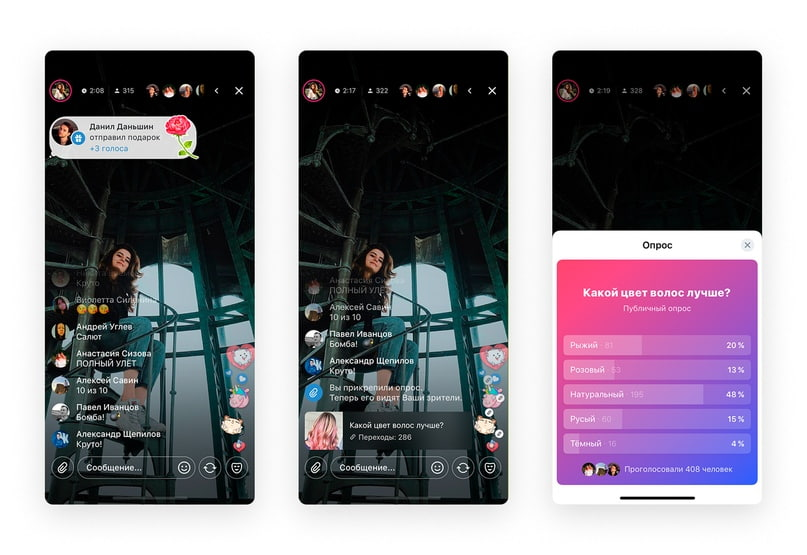 2:08
315
Данил Даньшин
отправил подарок
+3 голоса
Круто
Виолетта Силенина
Андрей Углев
Салют
Анастасия Сизова
ПОЛНЫЙ УЛЁТ
Алексей Савин
10 из 10
Павел Иванцов
Бомба!
Александр Щепилов
Круто!
Сообщение...
2:17
322
Анастасия Сизова
ПОЛНЫЙ УЛЁТ
Алексей Савин
10 из 10
Павел Иванцов
Бомба!
Александр Щепилов
Круто!
Вы прикрепили опрос.
Теперь его видят Ваши зрители.
Какой цвет волос лучше?
Переходы: 286
Сообщение...
2:19
328
Опрос
Какой цвет волос лучше?
Публичный опрос
Рыжий · 81 20 %
Розовый · 53 13 %
Натуральный · 195 48 %
Русый · 60 15 %
Тёмный · 16 4 %
Проголосовали 408 человек